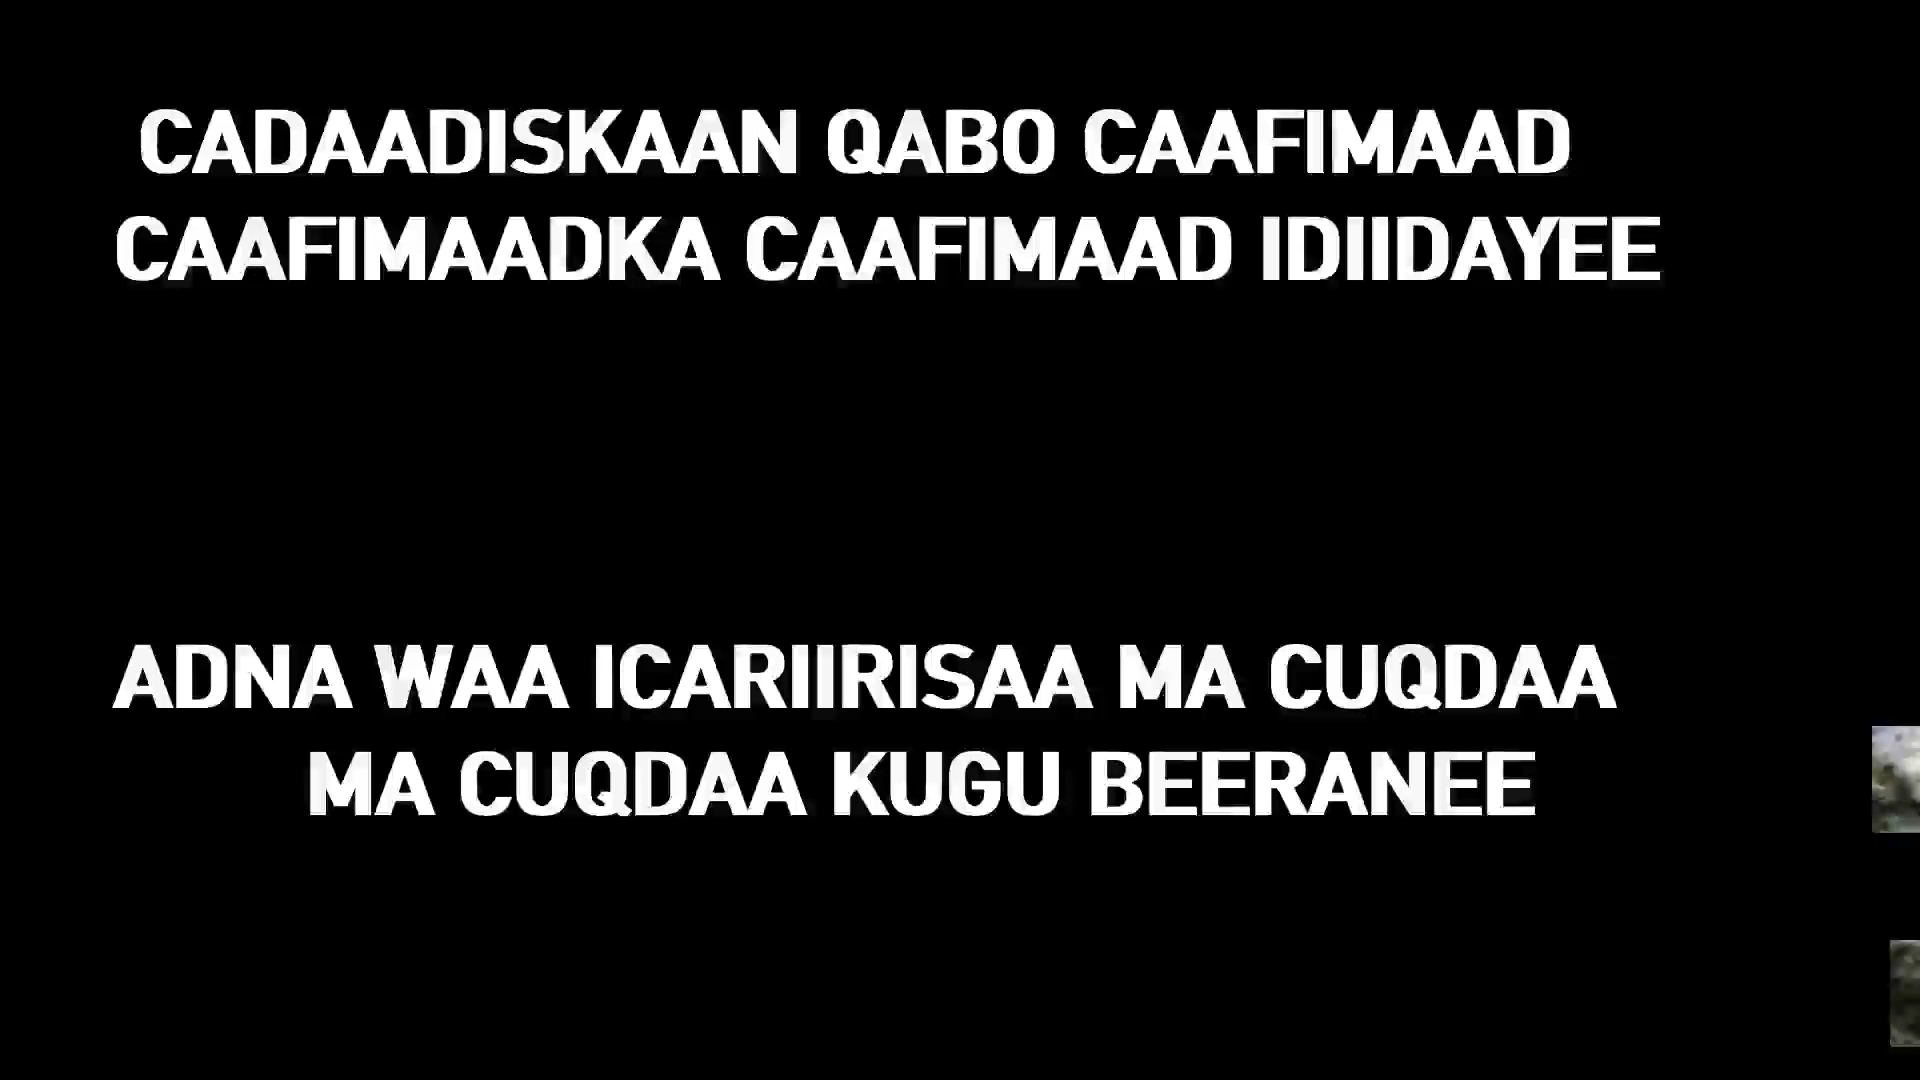 CADAADISKAAN QABO CAAFIMAAD
CAAFIMAADKA CAAFIMAAD IDIIDAYEE
ADNA WAA ICARIIRISAA MA CUQDAA
MA CUQDAA KUGU BEERANEE